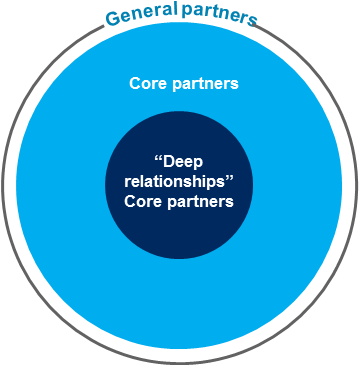 General partners
Core partners
“Deep
relationships”
Core partners